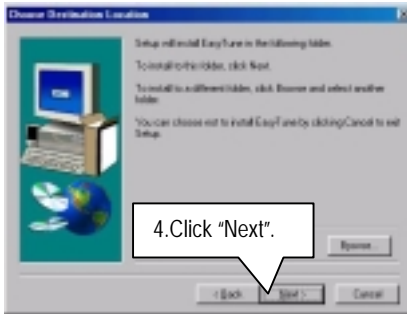 Choose Destination Location
Setup will install EasyTune in the following folder.
To install to this folder, click Next.
To install to a different folder, click Browse and select another
folder.
You can choose not to install EasyTune by clicking Cancel to exit
Setup.
4.Click “Next”.
Browse...
< Back
Next >
Cancel